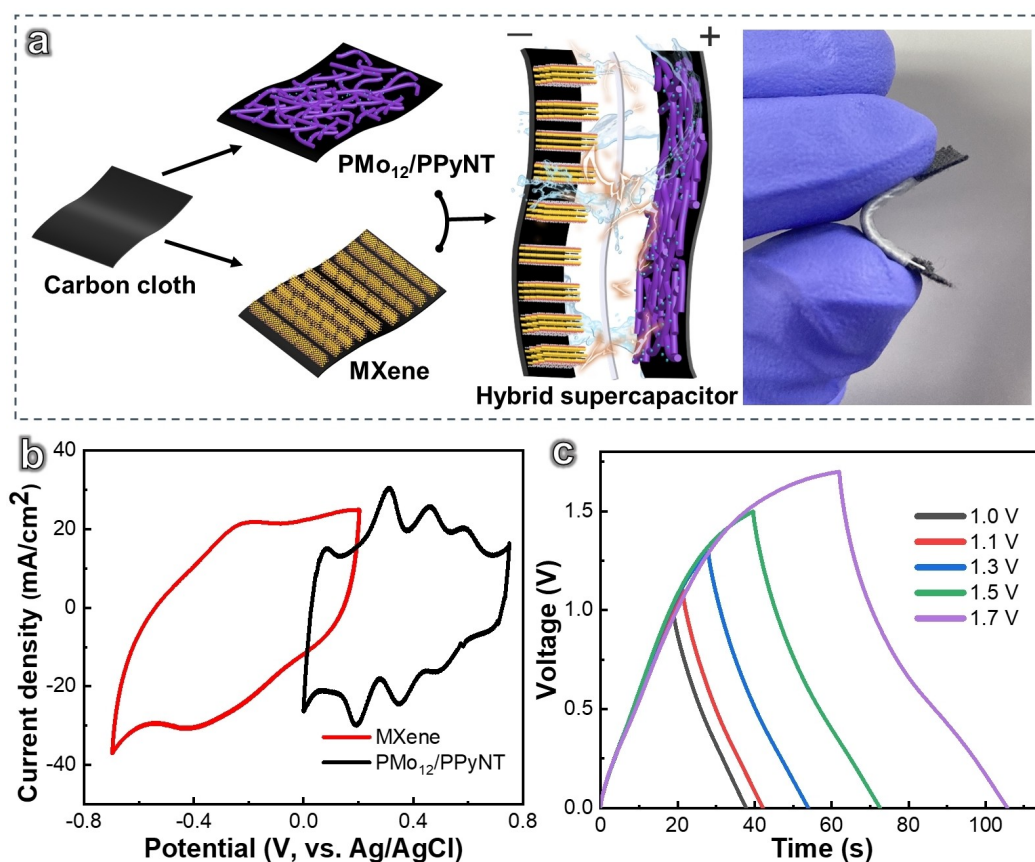 a
Carbon cloth
PMo₁₂/PPyNT
MXene
− +
Hybrid supercapacitor
b
Current density (mA/cm²)
40
20
0
-20
-40
-0.8 -0.4 0.0 0.4 0.8
Potential (V, vs. Ag/AgCl)
MXene
PMo₁₂/PPyNT
c
Voltage (V)
1.5
1.0
0.5
0.0
0 20 40 60 80 100
Time (s)
1.0 V
1.1 V
1.3 V
1.5 V
1.7 V